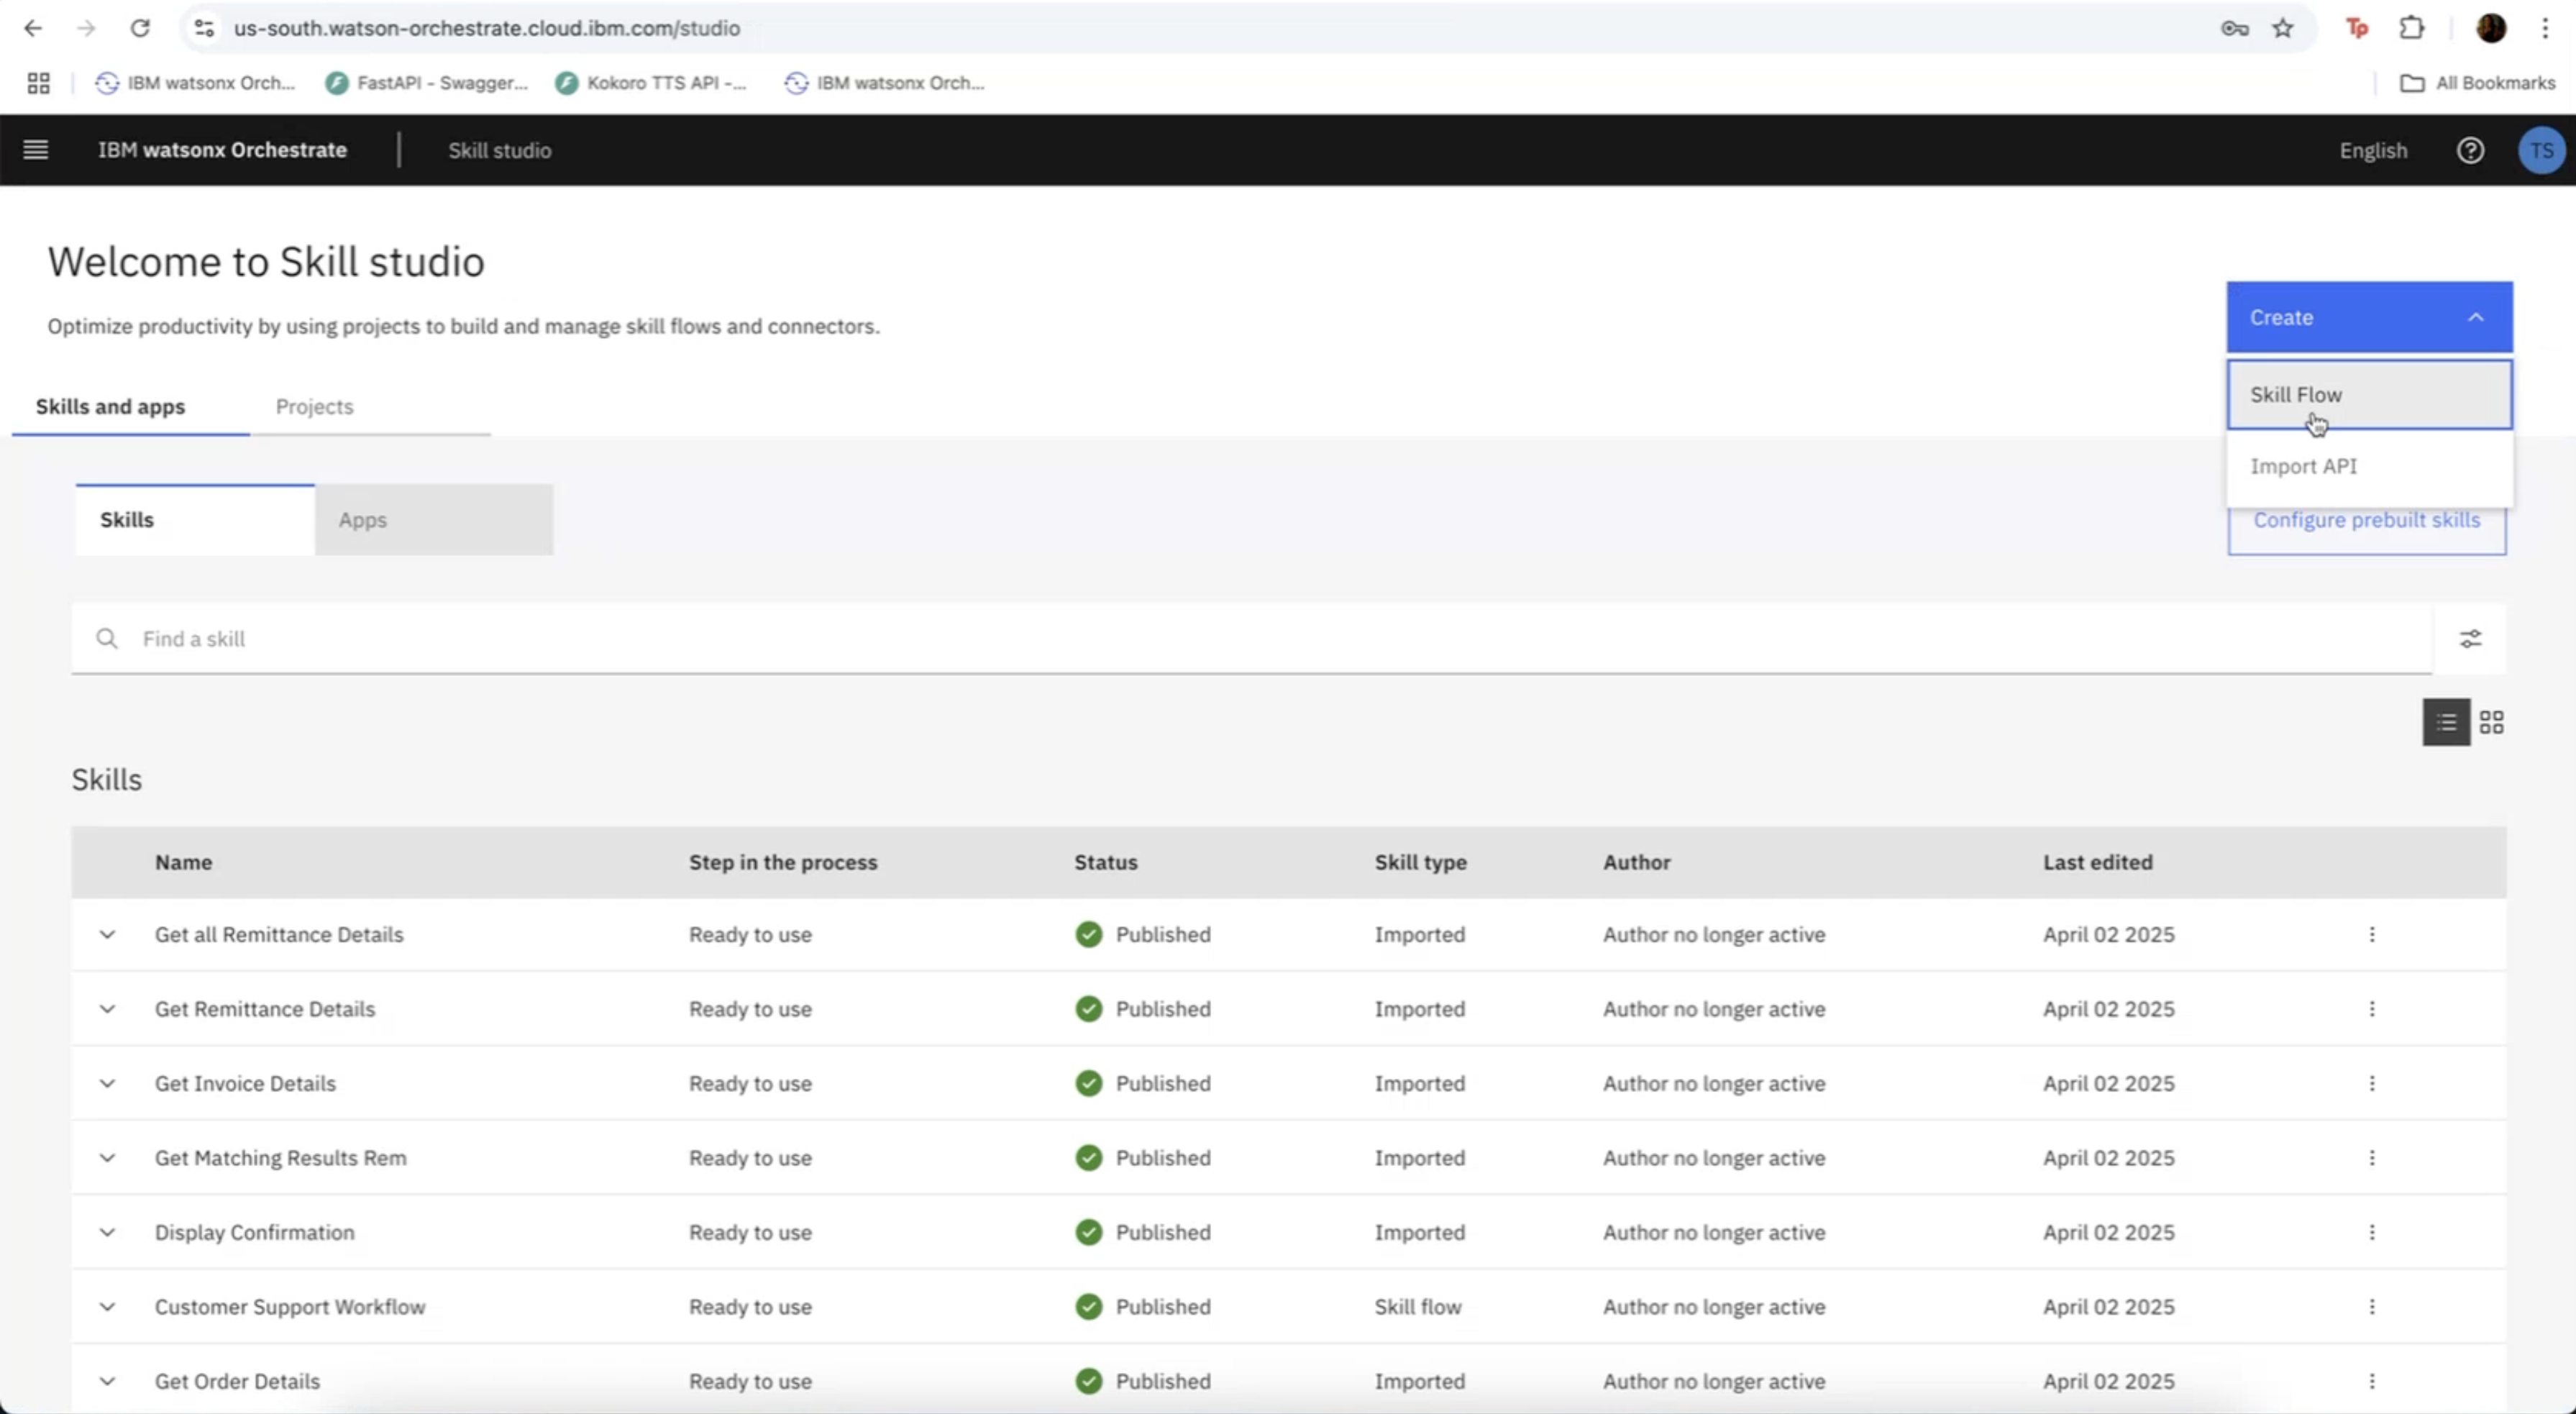 us-south.watson-orchestrate.cloud.ibm.com/studio
Tp
IBM watsonx Orch...
FastAPI - Swagger...
Kokoro TTS API -...
IBM watsonx Orch...
All Bookmarks
IBM watsonx Orchestrate
Skill studio
English
TS
Welcome to Skill studio
Optimize productivity by using projects to build and manage skill flows and connectors.
Create
Skill Flow
Import API
Skills and apps
Projects
Skills
Apps
Configure prebuilt skills
Find a skill
Skills
Name Step in the process Status Skill type Author Last edited
Get all Remittance Details Ready to use Published Imported Author no longer active April 02 2025
Get Remittance Details Ready to use Published Imported Author no longer active April 02 2025
Get Invoice Details Ready to use Published Imported Author no longer active April 02 2025
Get Matching Results Rem Ready to use Published Imported Author no longer active April 02 2025
Display Confirmation Ready to use Published Imported Author no longer active April 02 2025
Customer Support Workflow Ready to use Published Skill flow Author no longer active April 02 2025
Get Order Details Ready to use Published Imported Author no longer active April 02 2025